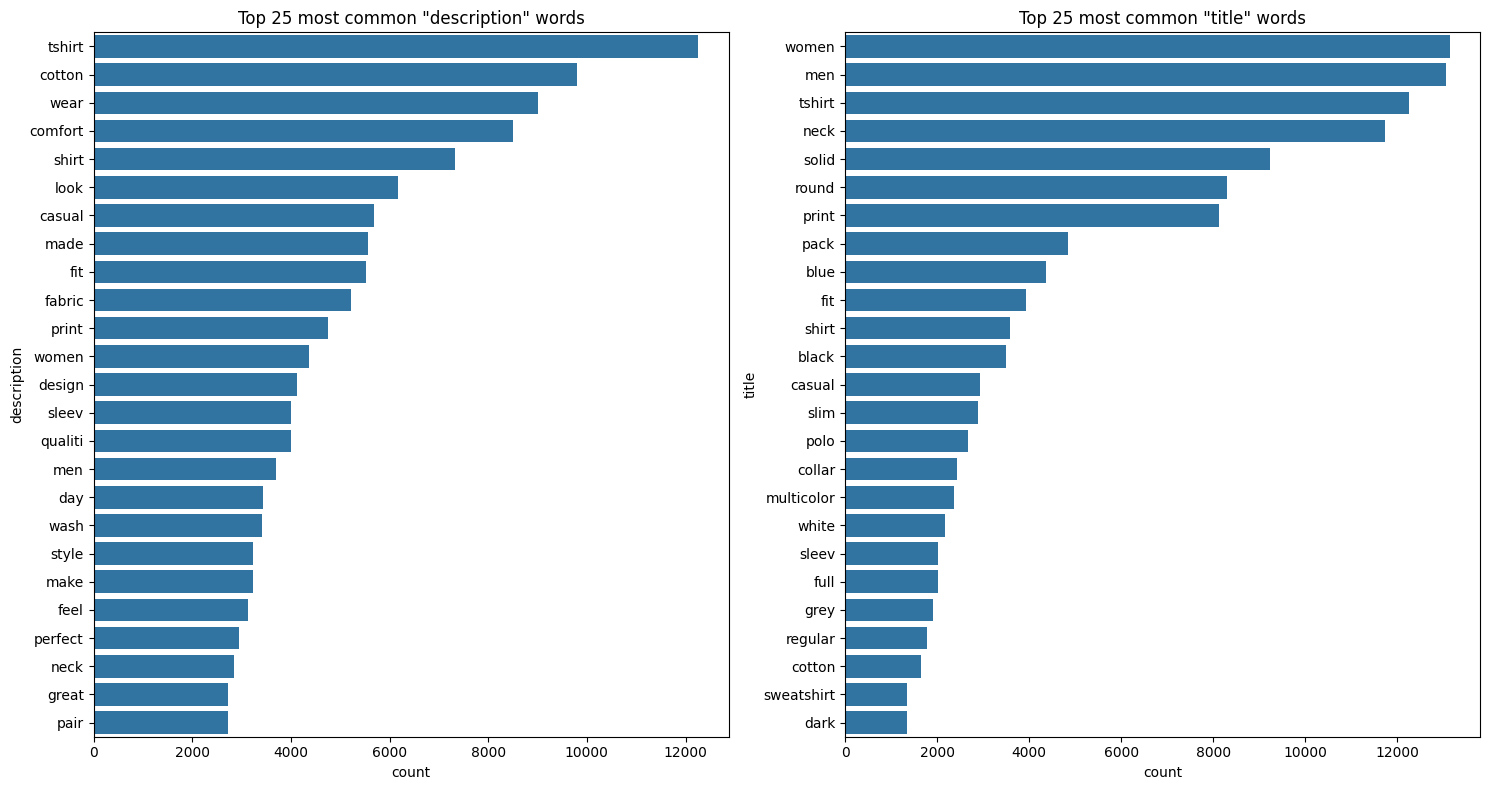 Top 25 most common "description" words
tshirt
cotton
wear
comfort
shirt
look
casual
made
fit
fabric
print
women
design
sleev
qualiti
men
day
wash
style
make
feel
perfect
neck
great
pair
description
0 2000 4000 6000 8000 10000 12000
count
Top 25 most common "title" words
women
men
tshirt
neck
solid
round
print
pack
blue
fit
shirt
black
casual
slim
polo
collar
multicolor
white
sleev
full
grey
regular
cotton
sweatshirt
dark
title
0 2000 4000 6000 8000 10000 12000
count